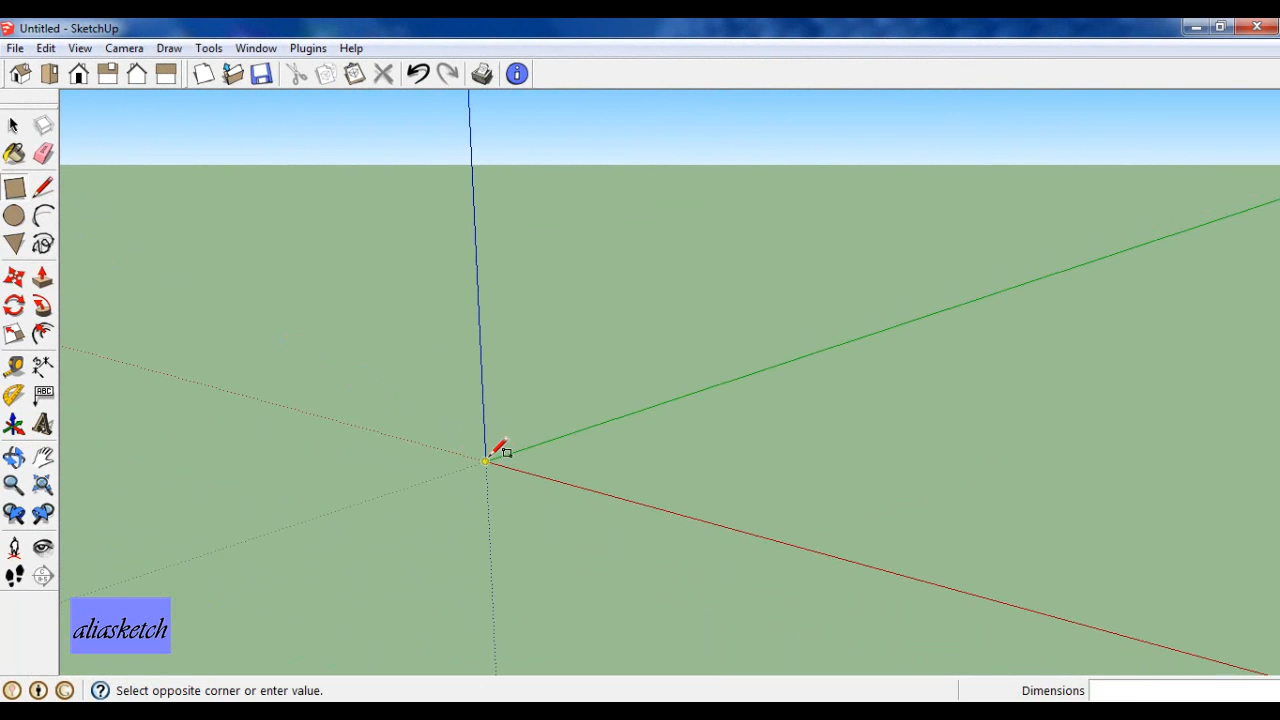 Untitled - SketchUp
File Edit View Camera Draw Tools Window Plugins Help
ABC
aliasketch
Select opposite corner or enter value.
Dimensions